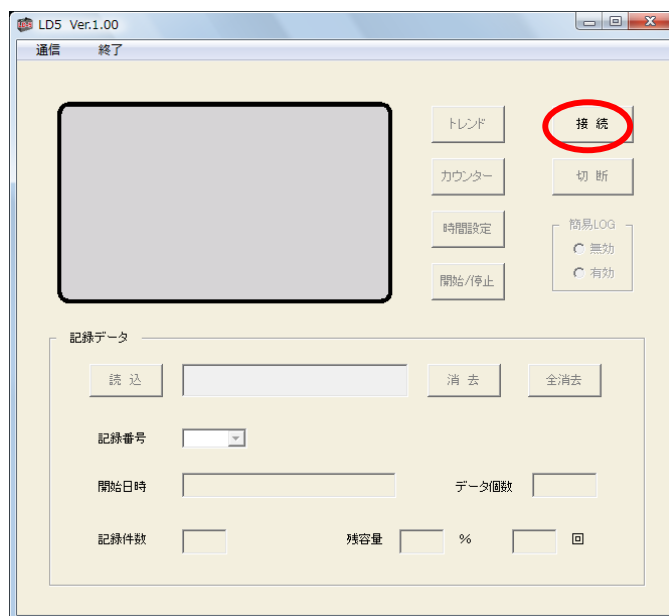 LD5 Ver.1.00
通信 終了
トレンド 接 続
カウンター 切 断
時間設定 簡易LOG
無効
開始/停止 有効
記録データ
読 込 消 去 全消去
記録番号
開始日時 データ個数
記録件数 残容量 % 回